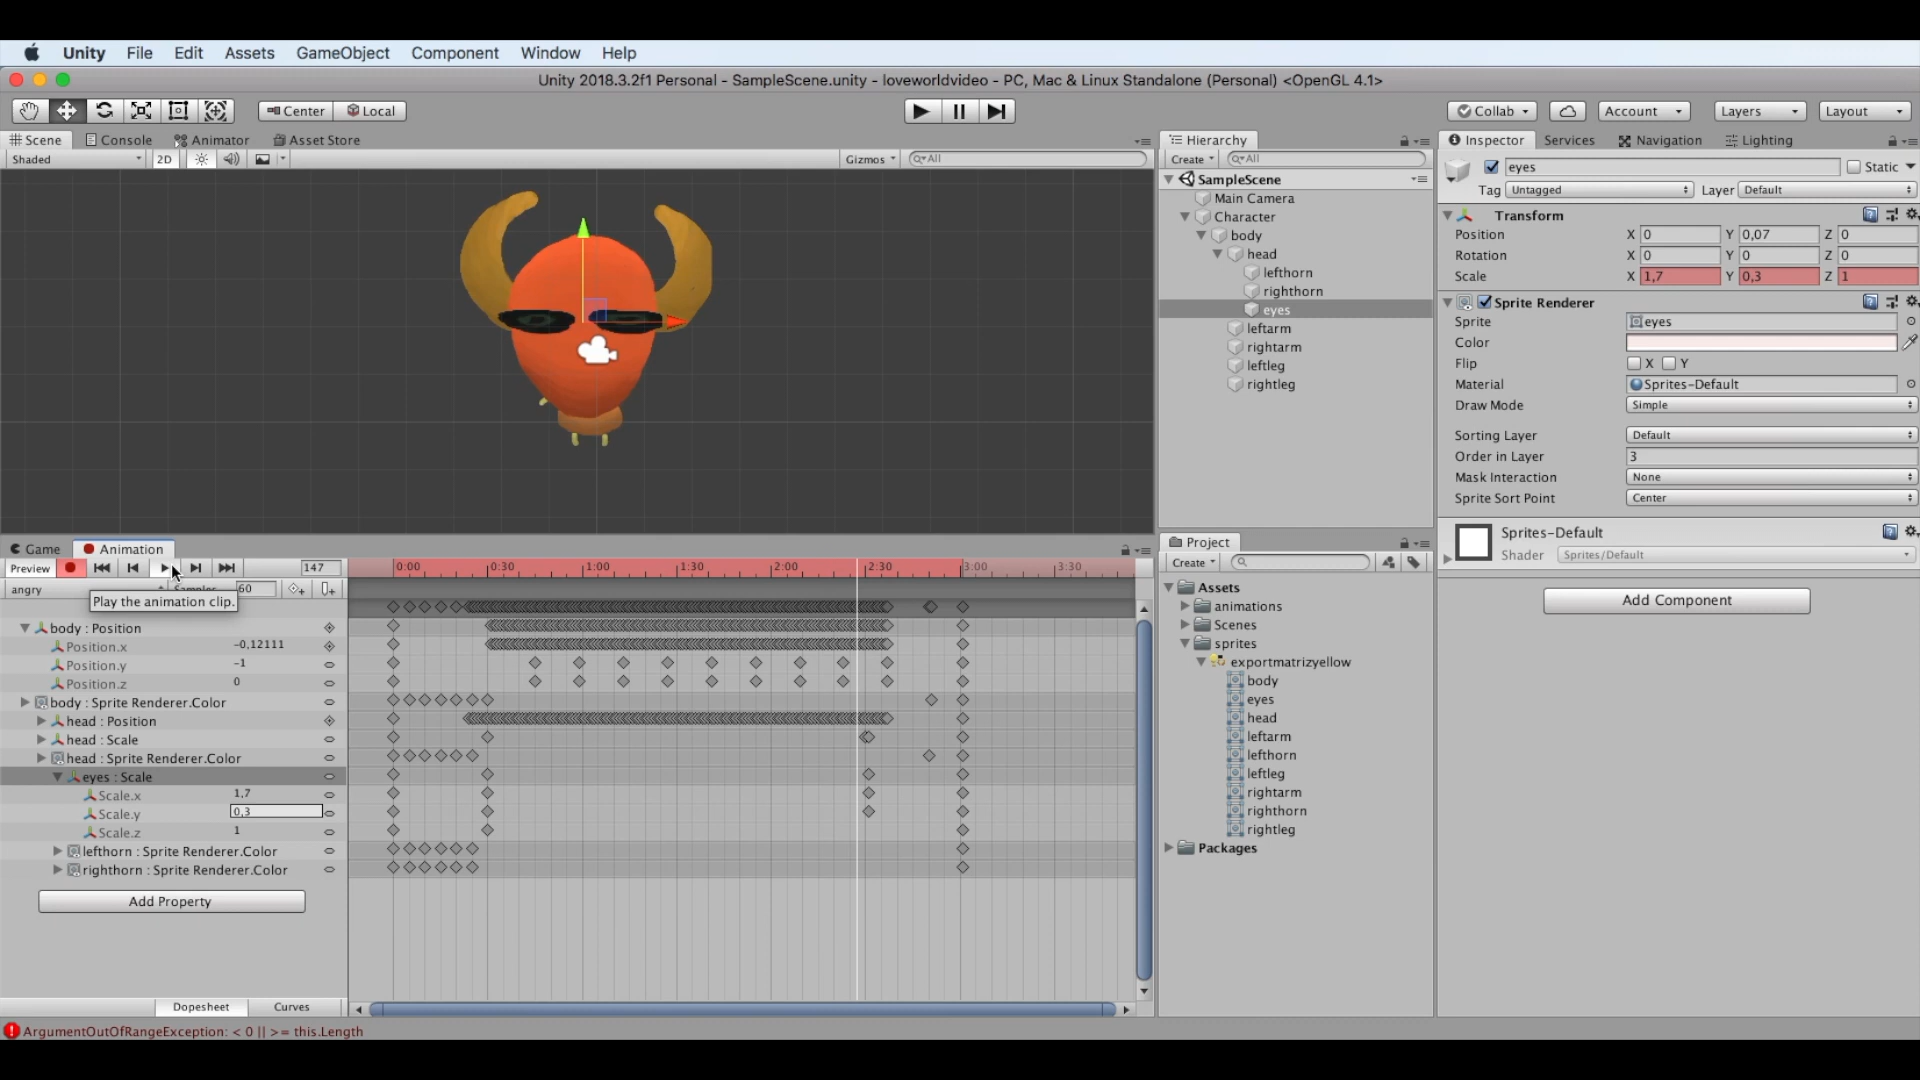 Unity File Edit Assets GameObject Component Window Help
Unity 2018.3.2f1 Personal - SampleScene.unity - loveworldvideo - PC, Mac & Linux Standalone (Personal) <OpenGL 4.1>
Center Local Collab Account Layers Layout
Scene Console Animator Asset Store
Shaded 2D Gizmos All
Hierarchy
Create All
SampleScene
Main Camera
Character
body
head
lefthorn
righthorn
eyes
leftarm
rightarm
leftleg
rightleg
Inspector Services Navigation Lighting
eyes Static
Tag Untagged Layer Default
Transform
Position X 0 Y 0,07 Z 0
Rotation X 0 Y 0 Z 0
Scale X 1,7 Y 0,3 Z 1
Sprite Renderer
Sprite eyes
Color
Flip X Y
Material Sprites-Default
Draw Mode Simple
Sorting Layer Default
Order in Layer 3
Mask Interaction None
Sprite Sort Point Center
Sprites-Default
Shader Sprites/Default
Add Component
Game Animation
Preview 147 0:00 0:30 1:00 1:30 2:00 2:30 3:00 3:30
angry 60
Play the animation clip.
body : Position
Position.x -0,12111
Position.y -1
Position.z 0
body : Sprite Renderer.Color
head : Position
head : Scale
head : Sprite Renderer.Color
eyes : Scale
Scale.x 1,7
Scale.y 0,3
Scale.z 1
lefthorn : Sprite Renderer.Color
righthorn : Sprite Renderer.Color
Add Property
Dopesheet Curves
Project
Create
Assets
animations
Scenes
sprites
exportmatrizyellow
body
eyes
head
leftarm
lefthorn
leftleg
rightarm
righthorn
rightleg
Packages
ArgumentOutOfRangeException: < 0 || >= this.Length